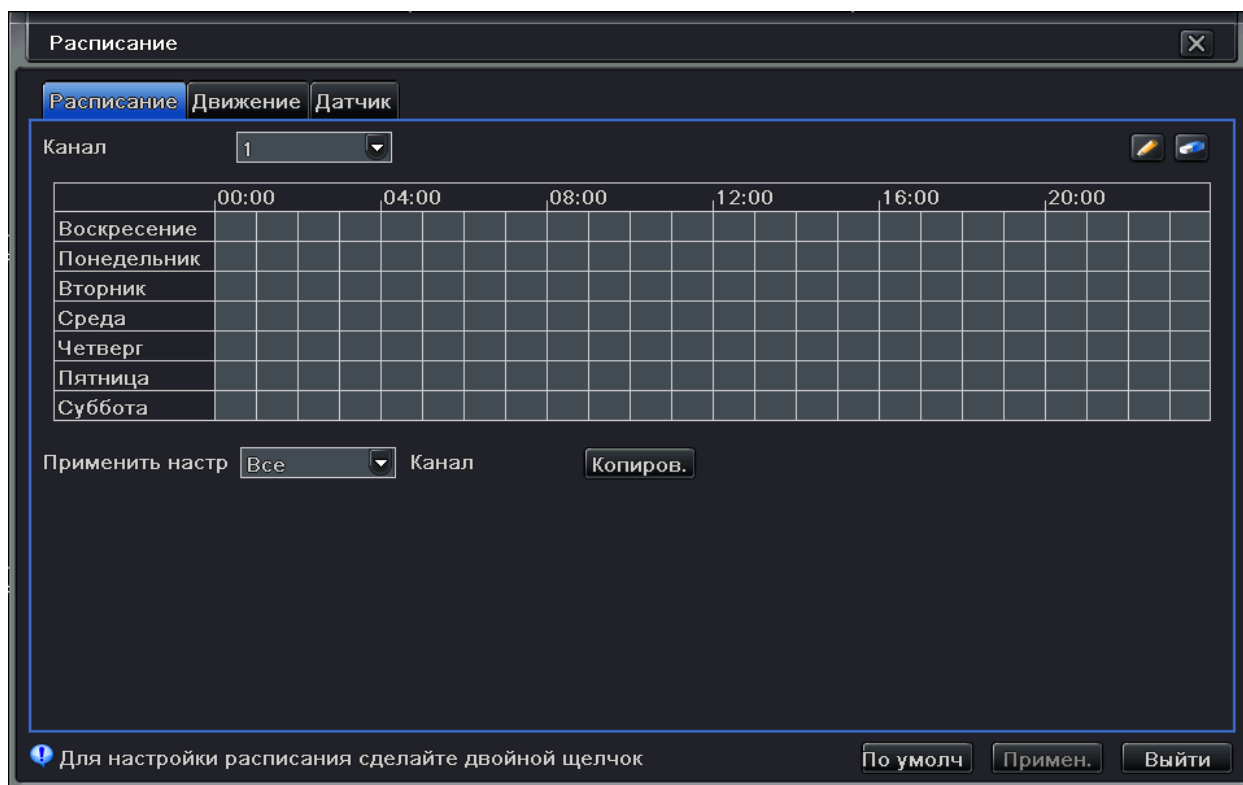 Расписание
Расписание Движение Датчик
Канал 1
00:00 04:00 08:00 12:00 16:00 20:00
Воскресение
Понедельник
Вторник
Среда
Четверг
Пятница
Суббота
Применить настр Все Канал Копиров.
Для настройки расписания сделайте двойной щелчок По умолч Примен. Выйти